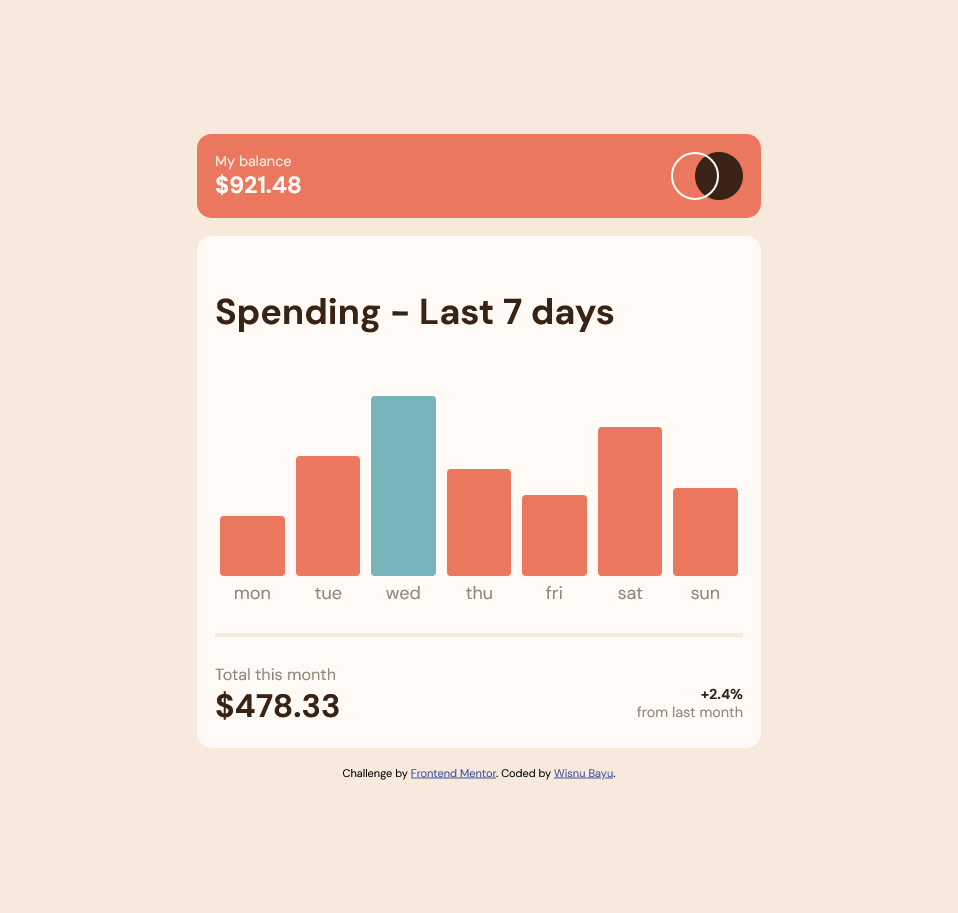 My balance
$921.48
Spending - Last 7 days
mon tue wed thu fri sat sun
Total this month
$478.33
+2.4%
from last month
Challenge by Frontend Mentor. Coded by Wisnu Bayu.